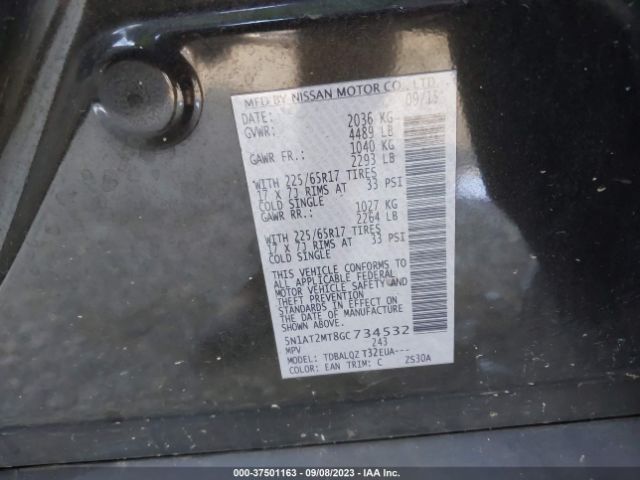 MFD BY NISSAN MOTOR CO., LTD.
DATE: 09/15
GVWR: 2036 KG
4489 LB
GAWR FR.: 1040 KG
2293 LB
WITH 225/65R17 TIRES
17 X 7J RIMS AT 33 PSI
COLD SINGLE
GAWR RR.: 1027 KG
2264 LB
WITH 225/65R17 TIRES
17 X 7J RIMS AT 33 PSI
COLD SINGLE
THIS VEHICLE CONFORMS TO
ALL APPLICABLE FEDERAL
MOTOR VEHICLE SAFETY AND
THEFT PREVENTION
STANDARDS IN EFFECT ON
THE DATE OF MANUFACTURE
SHOWN ABOVE.
5N1AT2MT8GC734532
MPV 243
MODEL: TDBALQZ T32EUA---
COLOR: EAN TRIM: C ZS30A
000-37501163 - 09/08/2023 - IAA Inc.